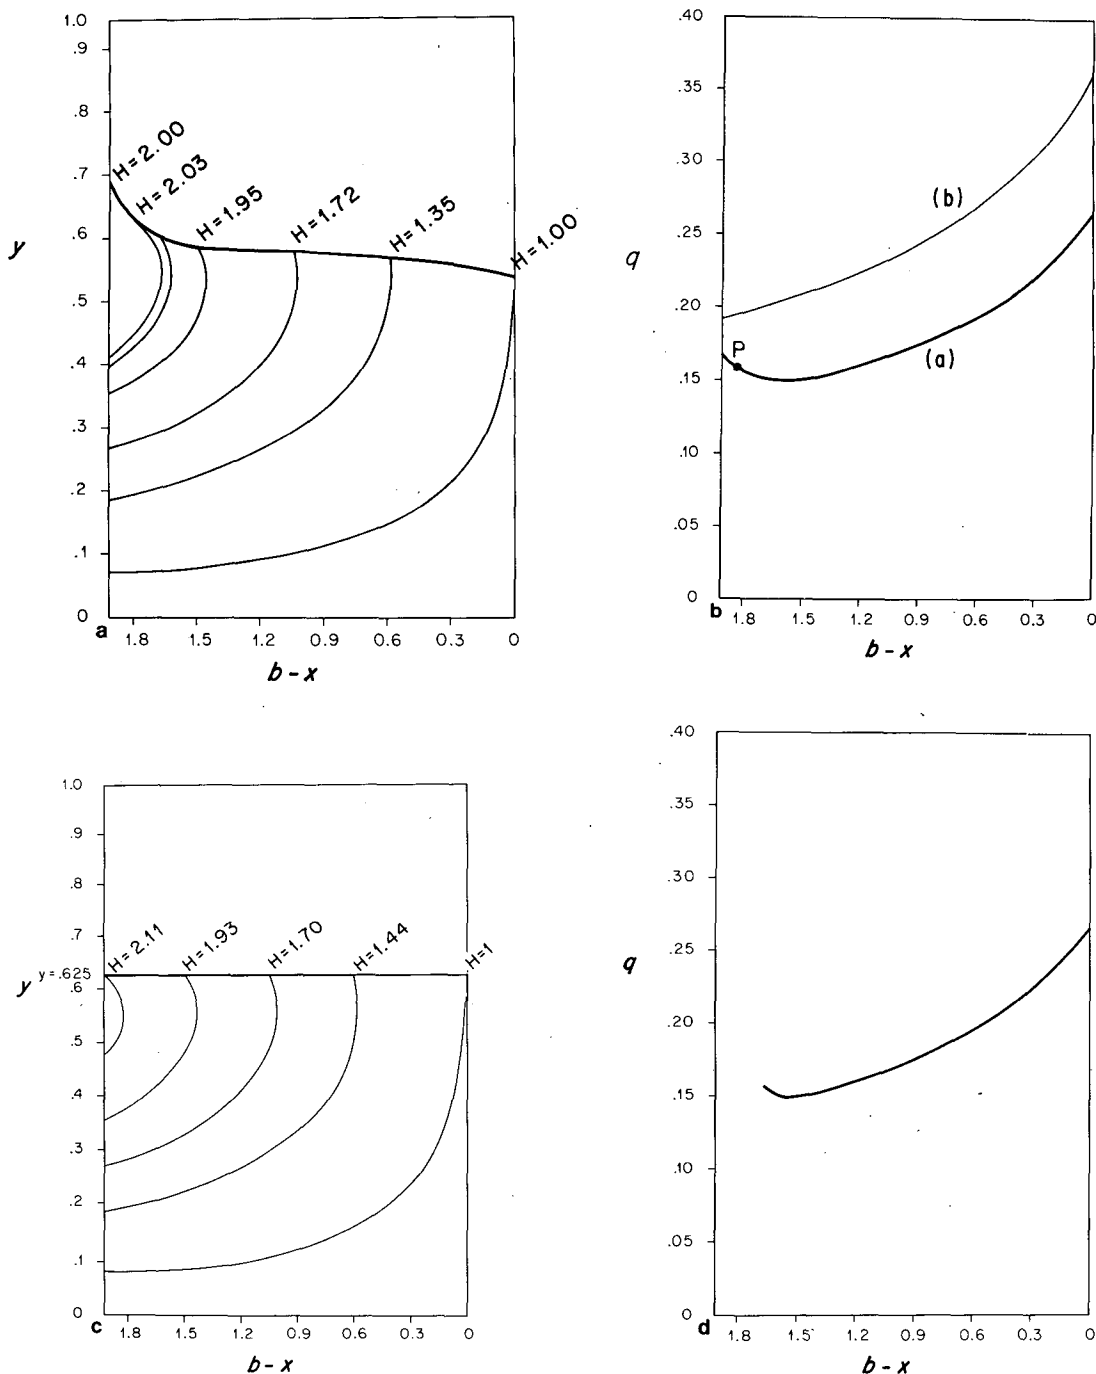 1.0
.9
.8
.7
.6
.5
.4
.3
.2
.1
0
y
H=2.00
H=2.03
H=1.95
H=1.72
H=1.35
H=1.00
a
1.8 1.5 1.2 0.9 0.6 0.3 0
b-x
.40
.35
.30
.25
.20
.15
.10
.05
0
q
(b)
P
(a)
b
1.8 1.5 1.2 0.9 0.6 0.3 0
b-x
1.0
.9
.8
.7
y=.625
.6
.5
.4
.3
.2
.1
0
y
H=2.11
H=1.93
H=1.70
H=1.44
H=1
c
1.8 1.5 1.2 0.9 0.6 0.3 0
b-x
.40
.35
.30
.25
.20
.15
.10
.05
0
q
d
1.8 1.5 1.2 0.9 0.6 0.3 0
b-x